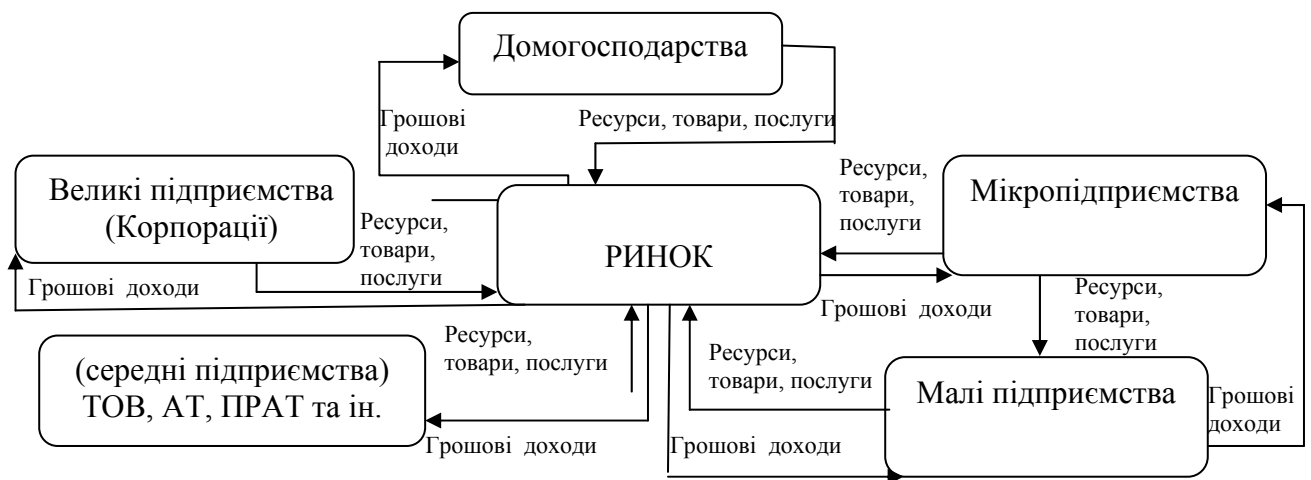 Домогосподарства
Грошові
доходи
Ресурси, товари, послуги
Великі підприємства
(Корпорації)
Ресурси,
товари,
послуги
Грошові доходи
РИНОК
Ресурси,
товари,
послуги
Мікропідприємства
Грошові доходи
Ресурси,
товари,
послуги
(середні підприємства)
ТОВ, АТ, ПРАТ та ін.
Ресурси,
товари, послуги
Грошові доходи
Ресурси,
товари, послуги
Грошові доходи
Малі підприємства
Грошові
доходи